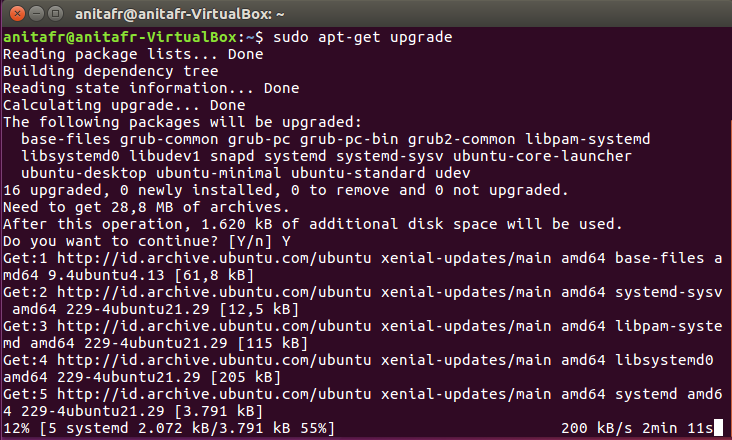 anitafr@anitafr-VirtualBox: ~
anitafr@anitafr-VirtualBox:~$ sudo apt-get upgrade
Reading package lists... Done
Building dependency tree
Reading state information... Done
Calculating upgrade... Done
The following packages will be upgraded:
  base-files grub-common grub-pc grub-pc-bin grub2-common libpam-systemd
  libsystemd0 libudev1 snapd systemd systemd-sysv ubuntu-core-launcher
  ubuntu-desktop ubuntu-minimal ubuntu-standard udev
16 upgraded, 0 newly installed, 0 to remove and 0 not upgraded.
Need to get 28,8 MB of archives.
After this operation, 1.620 kB of additional disk space will be used.
Do you want to continue? [Y/n] Y
Get:1 http://id.archive.ubuntu.com/ubuntu xenial-updates/main amd64 base-files a
md64 9.4ubuntu4.13 [61,8 kB]
Get:2 http://id.archive.ubuntu.com/ubuntu xenial-updates/main amd64 systemd-sysv
 amd64 229-4ubuntu21.29 [12,5 kB]
Get:3 http://id.archive.ubuntu.com/ubuntu xenial-updates/main amd64 libpam-syste
md amd64 229-4ubuntu21.29 [115 kB]
Get:4 http://id.archive.ubuntu.com/ubuntu xenial-updates/main amd64 libsystemd0
amd64 229-4ubuntu21.29 [205 kB]
Get:5 http://id.archive.ubuntu.com/ubuntu xenial-updates/main amd64 systemd amd6
4 229-4ubuntu21.29 [3.791 kB]
12% [5 systemd 2.072 kB/3.791 kB 55%] 200 kB/s 2min 11s